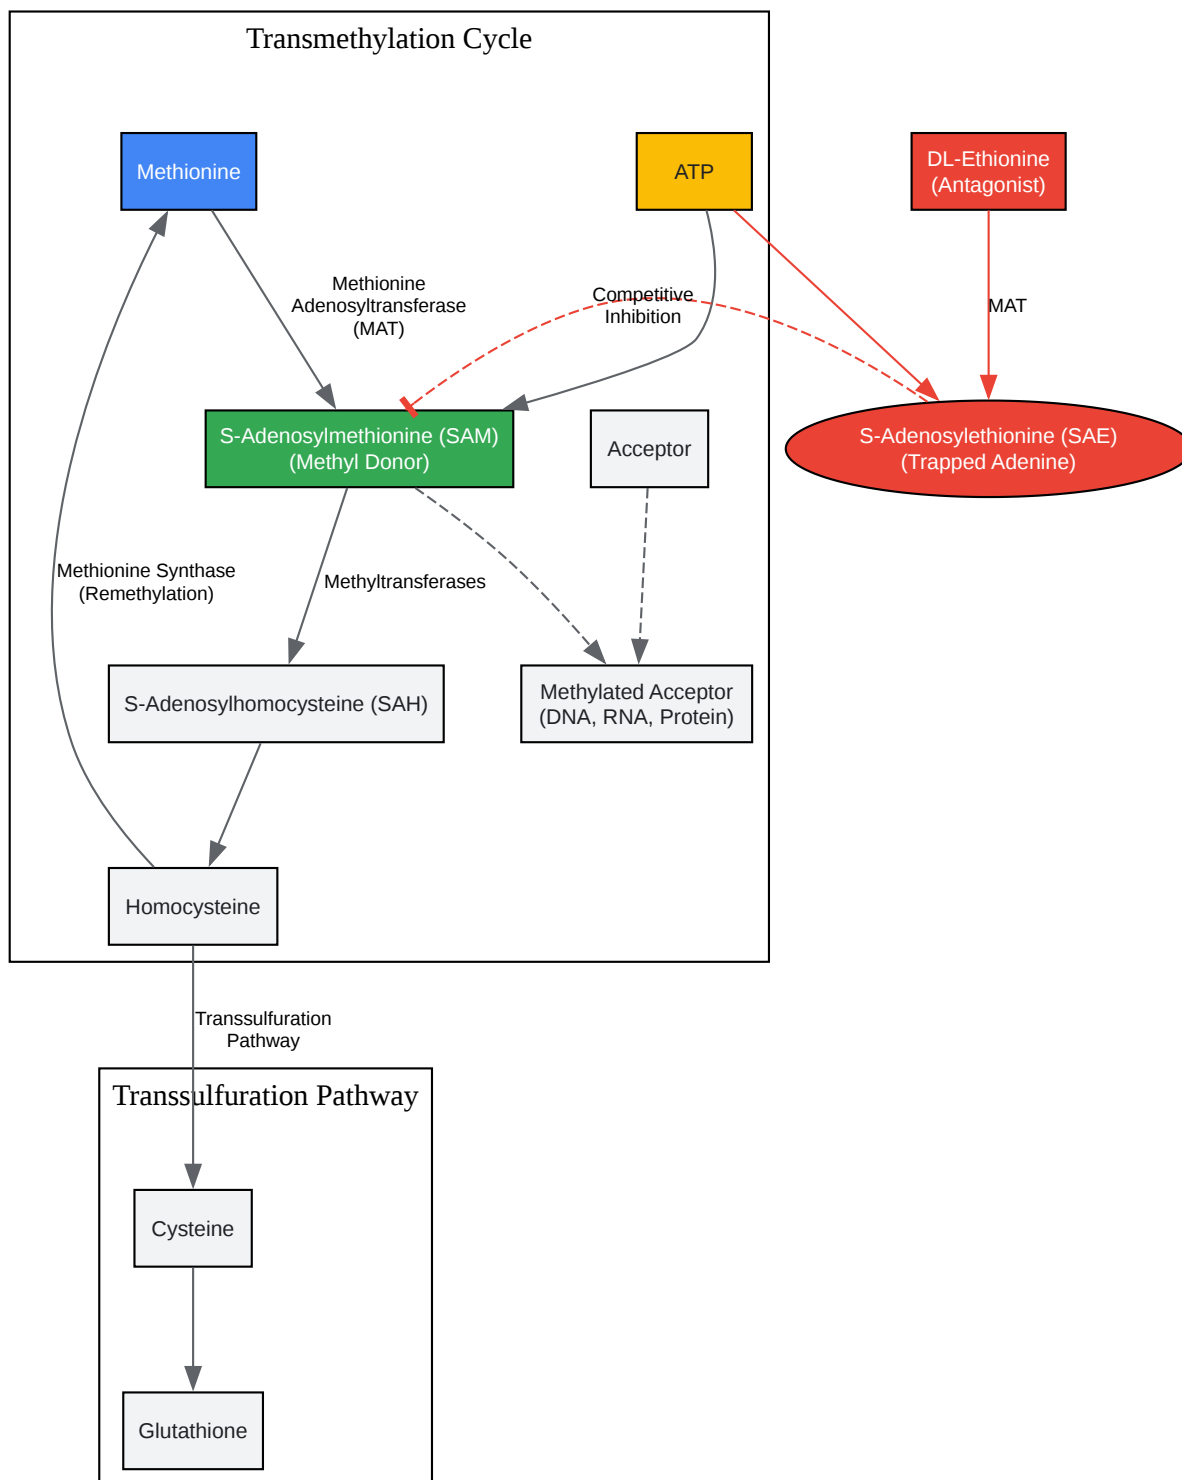 Transmethylation Cycle
Methionine
ATP
DL-Ethionine
(Antagonist)
Methionine
Adenosyltransferase
(MAT)
Competitive
Inhibition
MAT
S-Adenosylmethionine (SAM)
(Methyl Donor)
Acceptor
S-Adenosylethionine (SAE)
(Trapped Adenine)
Methionine Synthase
(Remethylation)
Methyltransferases
S-Adenosylhomocysteine (SAH)
Methylated Acceptor
(DNA, RNA, Protein)
Homocysteine
Transsulfuration
Pathway
Transsulfuration Pathway
Cysteine
Glutathione